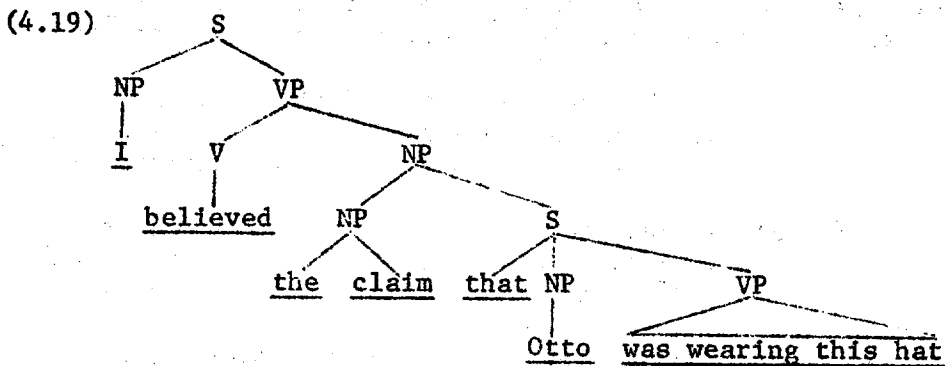 (4.19) S
NP VP
I V NP
believed NP S
the claim that NP VP
Otto was wearing this hat